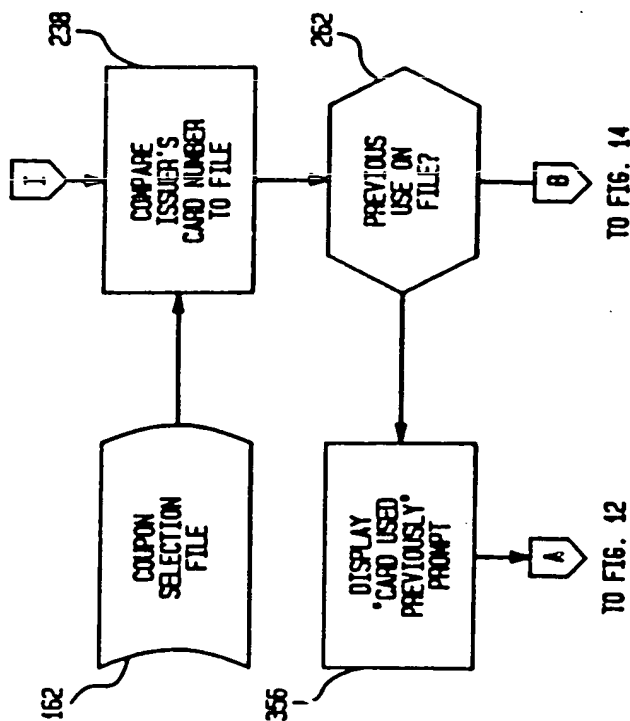 I
238
COMPARE
ISSUER'S
CARD NUMBER
TO FILE
162
COUPON
SELECTION
FILE
262
PREVIOUS
USE ON
FILE?
356
DISPLAY
"CARD USED
PREVIOUSLY"
PROMPT
A
TO FIG. 12
B
TO FIG. 14